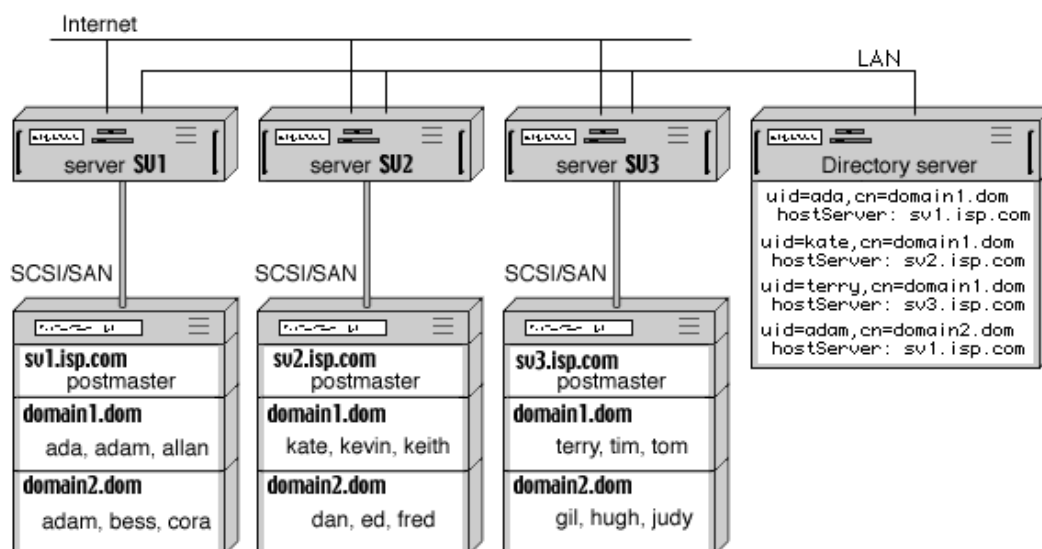 Internet
LAN
server SV1
server SV2
server SV3
Directory server
uid=ada,cn=domain1.dom
hostServer: sv1.isp.com
uid=kate,cn=domain1.dom
hostServer: sv2.isp.com
uid=terry,cn=domain1.dom
hostServer: sv3.isp.com
uid=adam,cn=domain2.dom
hostServer: sv1.isp.com
SCSI/SAN
SCSI/SAN
SCSI/SAN
sv1.isp.com
postmaster
domain1.dom
ada, adam, allan
domain2.dom
adam, bess, cora
sv2.isp.com
postmaster
domain1.dom
kate, kevin, keith
domain2.dom
dan, ed, fred
sv3.isp.com
postmaster
domain1.dom
terry, tim, tom
domain2.dom
gil, hugh, judy